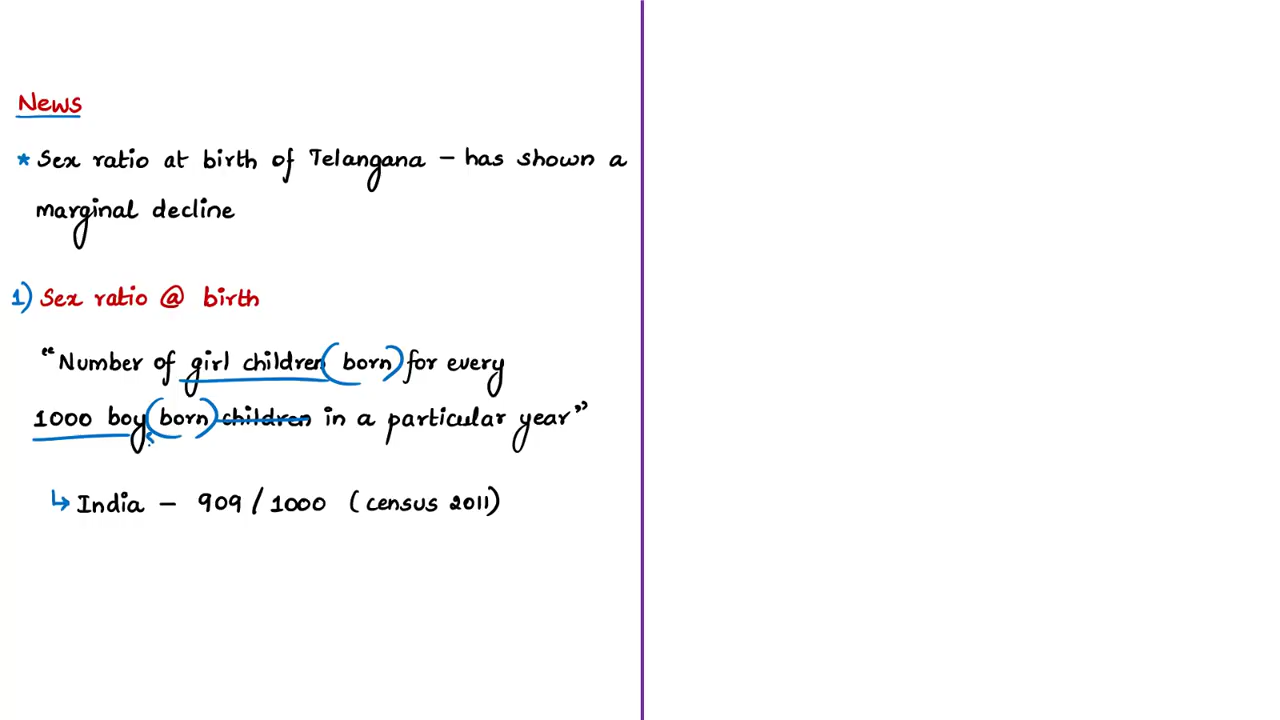 News
* Sex ratio at birth of Telangana - has shown a
marginal decline
1) Sex ratio @ birth
"Number of girl children (born) for every
1000 boy (born) children in a particular year"
↳ India - 909 / 1000 (census 2011)